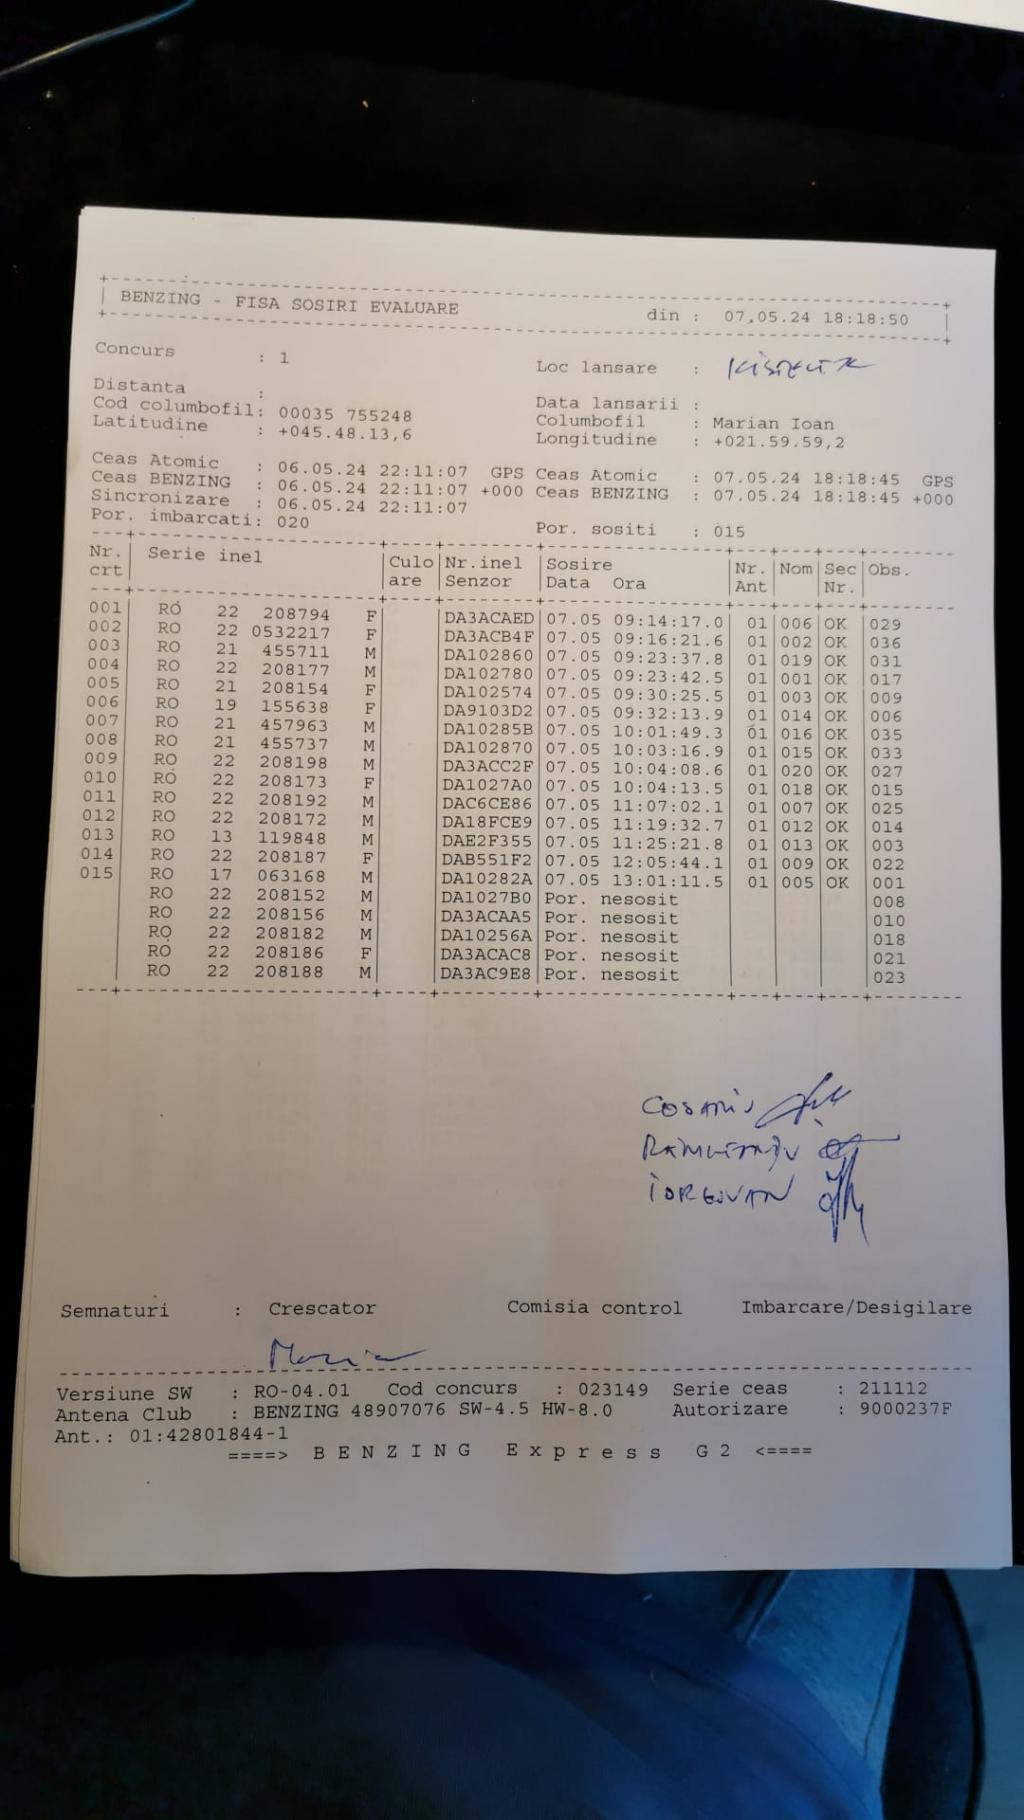 BENZING - FISA SOSIRI EVALUARE din : 07.05.24 18:18:50
Concurs : 1 Loc lansare :
Distanta : Data lansarii :
Cod columbofil: 00035 755248 Columbofil : Marian Ioan
Latitudine : +045.48.13,6 Longitudine : +021.59.59,2
Ceas Atomic : 06.05.24 22:11:07 GPS Ceas Atomic : 07.05.24 18:18:45 GPS
Ceas BENZING : 06.05.24 22:11:07 +000 Ceas BENZING : 07.05.24 18:18:45 +000
Sincronizare : 06.05.24 22:11:07
Por. imbarcati: 020 Por. sositi : 015
Nr. Serie inel Culo Nr.inel Sosire Nr. Nom Sec Obs.
crt are Senzor Data Ora Ant Nr.
001 RO 22 208794 F DA3ACAED 07.05 09:14:17.0 01 006 OK 029
002 RO 22 0532217 F DA3ACB4F 07.05 09:16:21.6 01 002 OK 036
003 RO 21 455711 M DA102860 07.05 09:23:37.8 01 019 OK 031
004 RO 22 208177 M DA102780 07.05 09:23:42.5 01 001 OK 017
005 RO 21 208154 F DA102574 07.05 09:30:25.5 01 003 OK 009
006 RO 19 155638 F DA9103D2 07.05 09:32:13.9 01 014 OK 006
007 RO 21 457963 M DA10285B 07.05 10:01:49.3 01 016 OK 035
008 RO 21 455737 M DA102870 07.05 10:03:16.9 01 015 OK 033
009 RO 22 208198 M DA3ACC2F 07.05 10:04:08.6 01 020 OK 027
010 RO 22 208173 F DA1027A0 07.05 10:04:13.5 01 018 OK 015
011 RO 22 208192 M DAC6CE86 07.05 11:07:02.1 01 007 OK 025
012 RO 22 208172 M DA18FCE9 07.05 11:19:32.7 01 012 OK 014
013 RO 13 119848 M DAE2F355 07.05 11:25:21.8 01 013 OK 003
014 RO 22 208187 F DAB551F2 07.05 12:05:44.1 01 009 OK 022
015 RO 17 063168 M DA10282A 07.05 13:01:11.5 01 005 OK 001
RO 22 208152 M DA1027B0 Por. nesosit 008
RO 22 208156 M DA3ACAA5 Por. nesosit 010
RO 22 208182 M DA10256A Por. nesosit 018
RO 22 208186 F DA3ACAC8 Por. nesosit 021
RO 22 208188 M DA3AC9E8 Por. nesosit 023
IORGOVAN
Semnaturi : Crescator Comisia control Imbarcare/Desigilare
Versiune SW : RO-04.01 Cod concurs : 023149 Serie ceas : 211112
Antena Club : BENZING 48907076 SW-4.5 HW-8.0 Autorizare : 9000237F
Ant.: 01:42801844-1
====> B E N Z I N G E x p r e s s G 2 <====